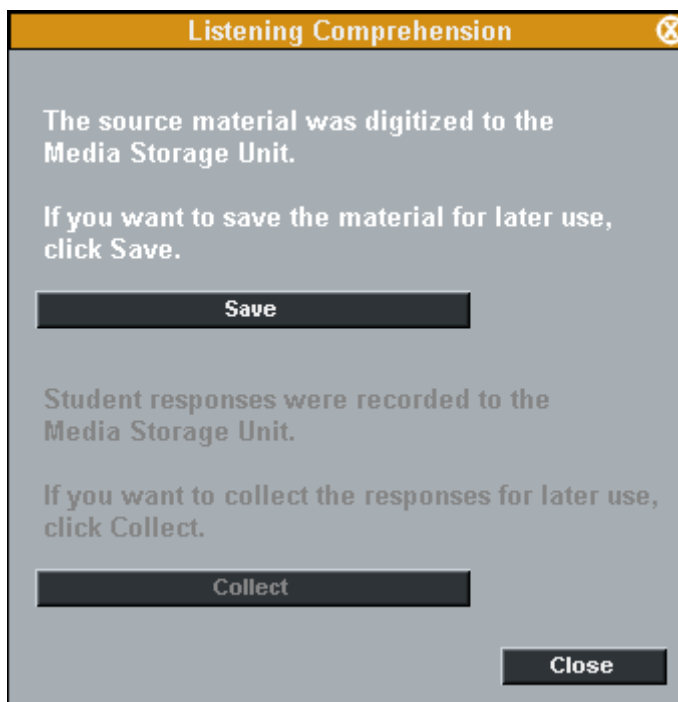 Listening Comprehension
The source material was digitized to the
Media Storage Unit.
If you want to save the material for later use,
click Save.
Save
Student responses were recorded to the
Media Storage Unit.
If you want to collect the responses for later use,
click Collect.
Collect
Close